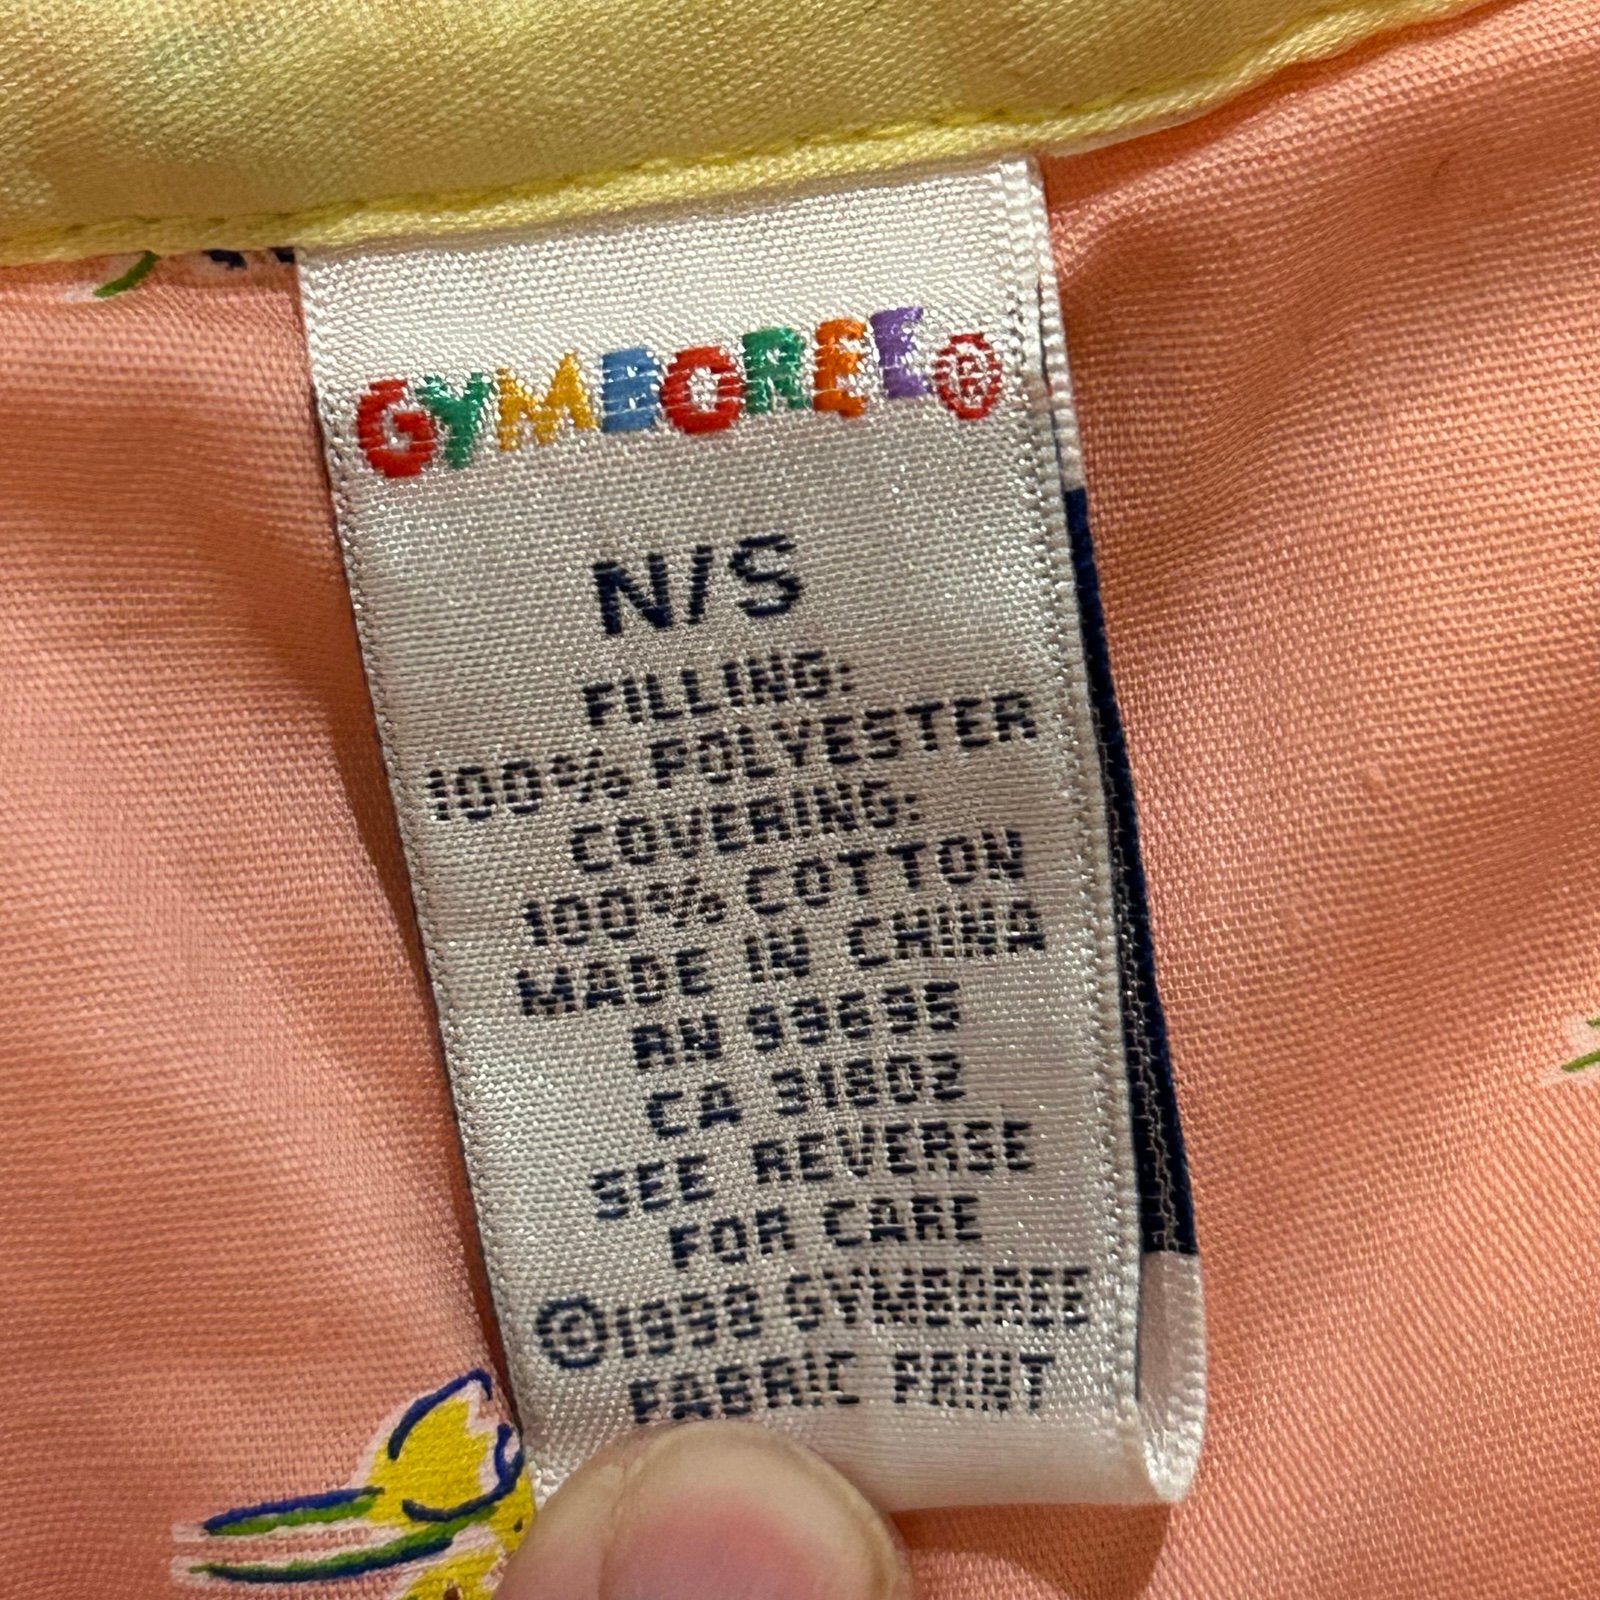 GYMBOREE®
N/S
FILLING:
100% POLYESTER
COVERING:
100% COTTON
MADE IN CHINA
RN 99695
CA 31802
SEE REVERSE
FOR CARE
©1998 GYMBOREE
FABRIC PRINT